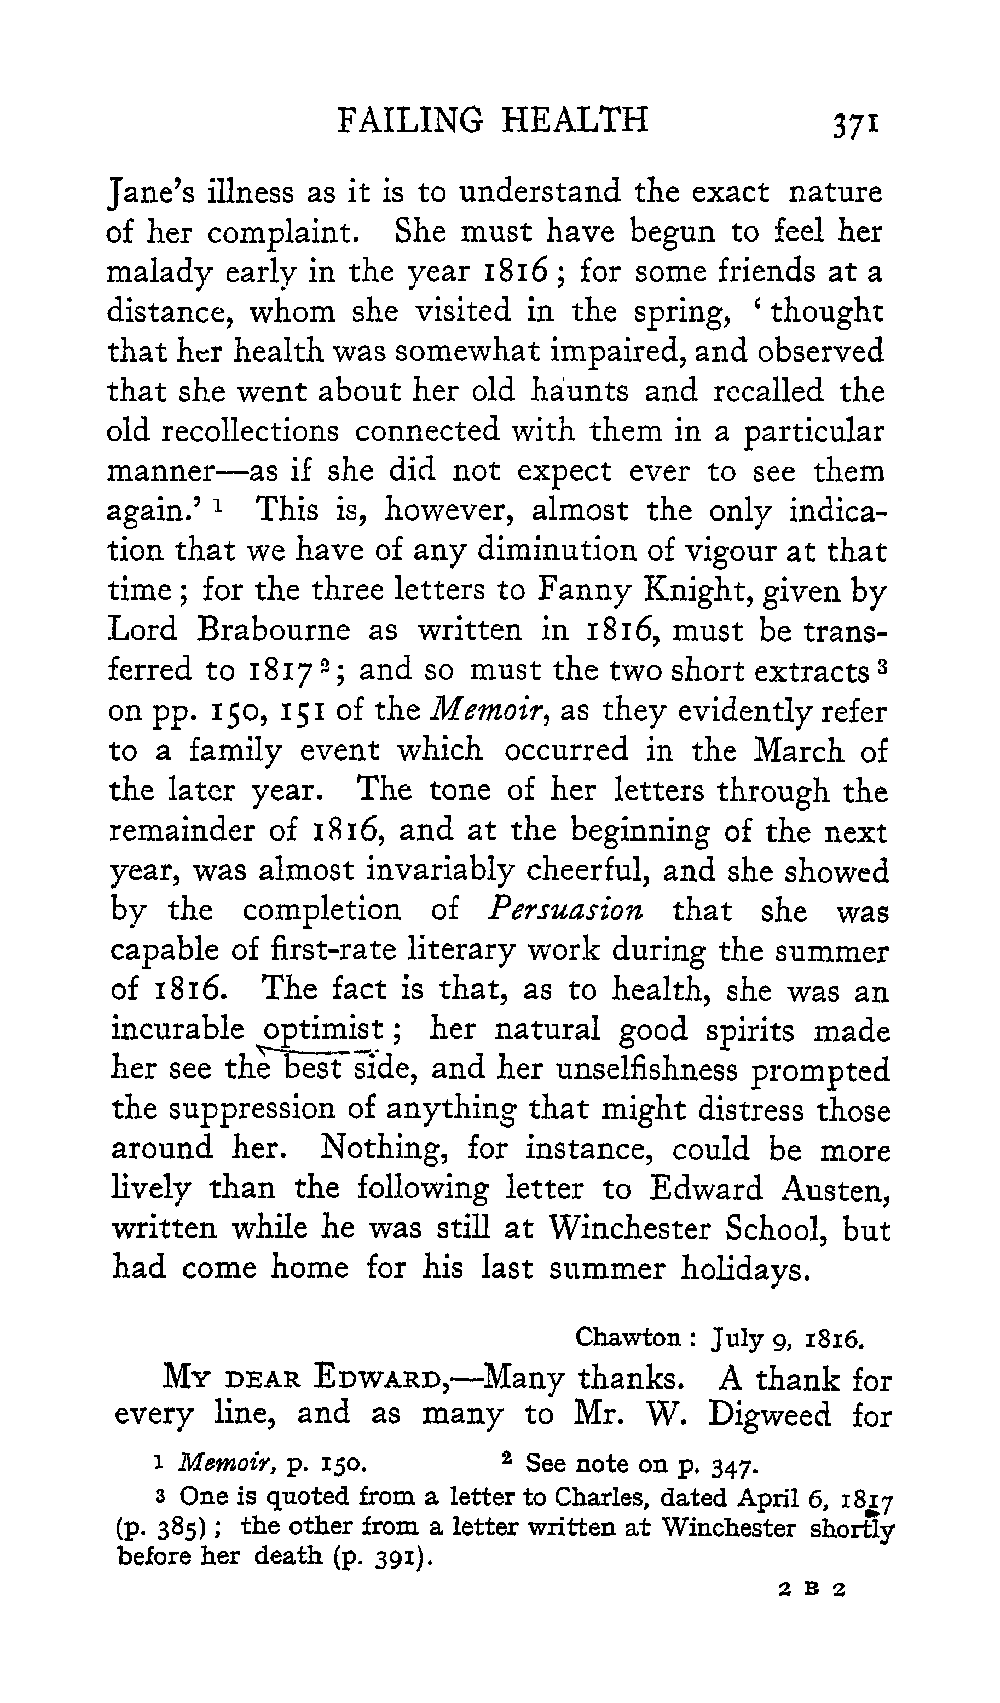 FAILING HEALTH 371
Jane's illness as it is to understand the exact nature
of her complaint. She must have begun to feel her
malady early in the year 1816; for some friends at a
distance, whom she visited in the spring, ‘ thought
that her health was somewhat impaired, and observed
that she went about her old haunts and recalled the
old recollections connected with them in a particular
manner—as if she did not expect ever to see them
again.’ ¹ This is, however, almost the only indica-
tion that we have of any diminution of vigour at that
time; for the three letters to Fanny Knight, given by
Lord Brabourne as written in 1816, must be trans-
ferred to 1817 ²; and so must the two short extracts ³
on pp. 150, 151 of the Memoir, as they evidently refer
to a family event which occurred in the March of
the later year. The tone of her letters through the
remainder of 1816, and at the beginning of the next
year, was almost invariably cheerful, and she showed
by the completion of Persuasion that she was
capable of first-rate literary work during the summer
of 1816. The fact is that, as to health, she was an
incurable optimist; her natural good spirits made
her see the best side, and her unselfishness prompted
the suppression of anything that might distress those
around her. Nothing, for instance, could be more
lively than the following letter to Edward Austen,
written while he was still at Winchester School, but
had come home for his last summer holidays.
Chawton: July 9, 1816.
MY DEAR EDWARD,—Many thanks. A thank for
every line, and as many to Mr. W. Digweed for
¹ Memoir, p. 150. ² See note on p. 347.
³ One is quoted from a letter to Charles, dated April 6, 1817
(p. 385); the other from a letter written at Winchester shortly
before her death (p. 391).
2 B 2